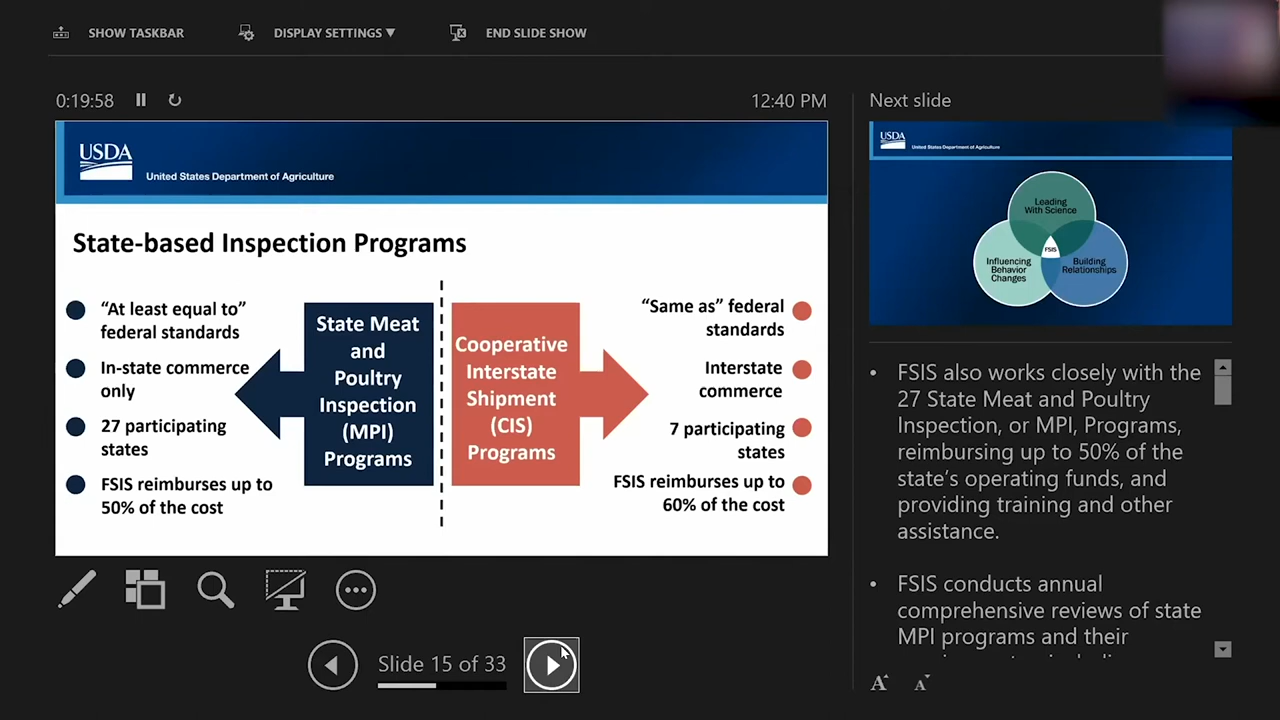 SHOW TASKBAR
DISPLAY SETTINGS ▼
END SLIDE SHOW
0:19:58
12:40 PM
USDA
United States Department of Agriculture
State-based Inspection Programs
“At least equal to”
federal standards
In-state commerce
only
27 participating
states
FSIS reimburses up to
50% of the cost
State Meat
and
Poultry
Inspection
(MPI)
Programs
Cooperative
Interstate
Shipment
(CIS)
Programs
“Same as” federal
standards
Interstate
commerce
7 participating
states
FSIS reimburses up to
60% of the cost
Slide 15 of 33
Next slide
USDA
United States Department of Agriculture
Leading
With Science
FSIS
Influencing
Behavior
Changes
Building
Relationships
• FSIS also works closely with the
27 State Meat and Poultry
Inspection, or MPI, Programs,
reimbursing up to 50% of the
state’s operating funds, and
providing training and other
assistance.
• FSIS conducts annual
comprehensive reviews of state
MPI programs and their
A A